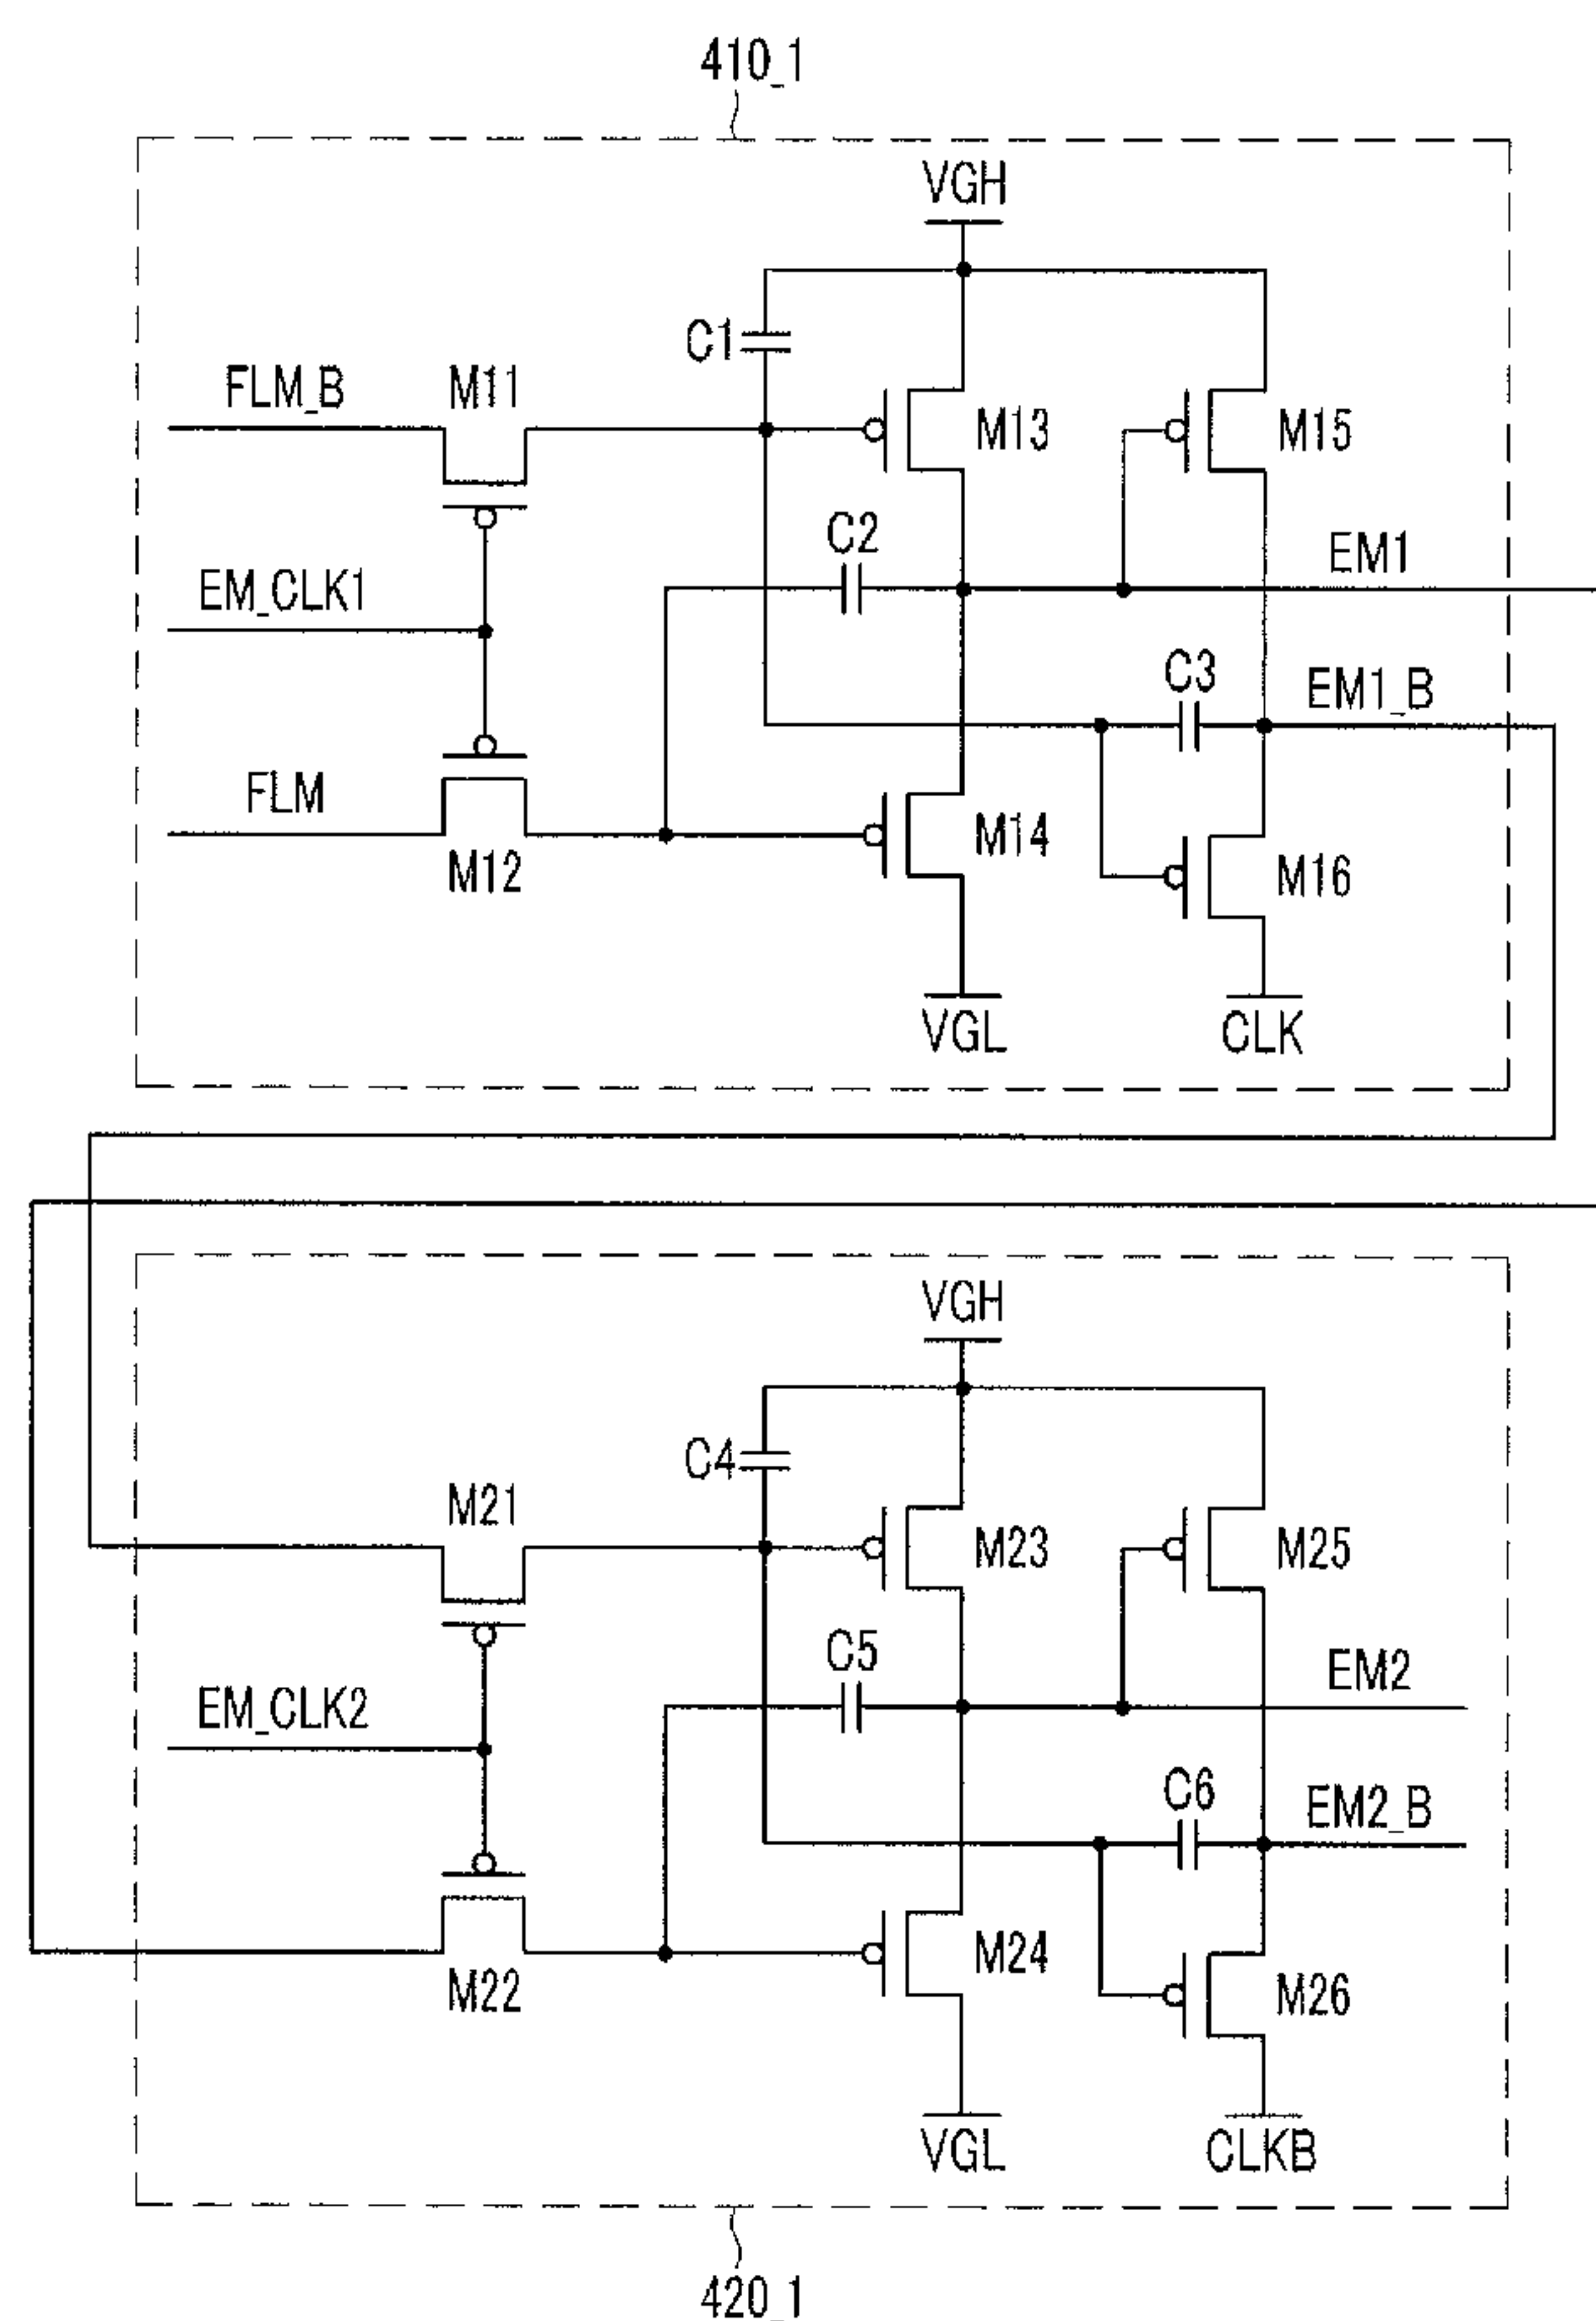 410_1
VGH
C1
FLM_B
M11
M13
M15
C2
EM1
EM_CLK1
C3
EM1_B
FLM
M12
M14
M16
VGL
CLK
VGH
C4
M21
M23
M25
C5
EM2
EM_CLK2
C6
EM2_B
M22
M24
M26
VGL
CLKB
420_1